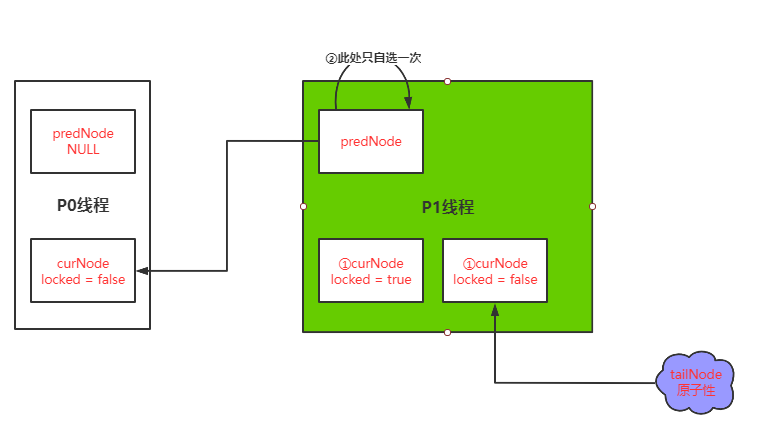 ②此处只自选一次
predNode
NULL
P0线程
curNode
locked = false
predNode
P1线程
①curNode
locked = true
①curNode
locked = false
tailNode
原子性